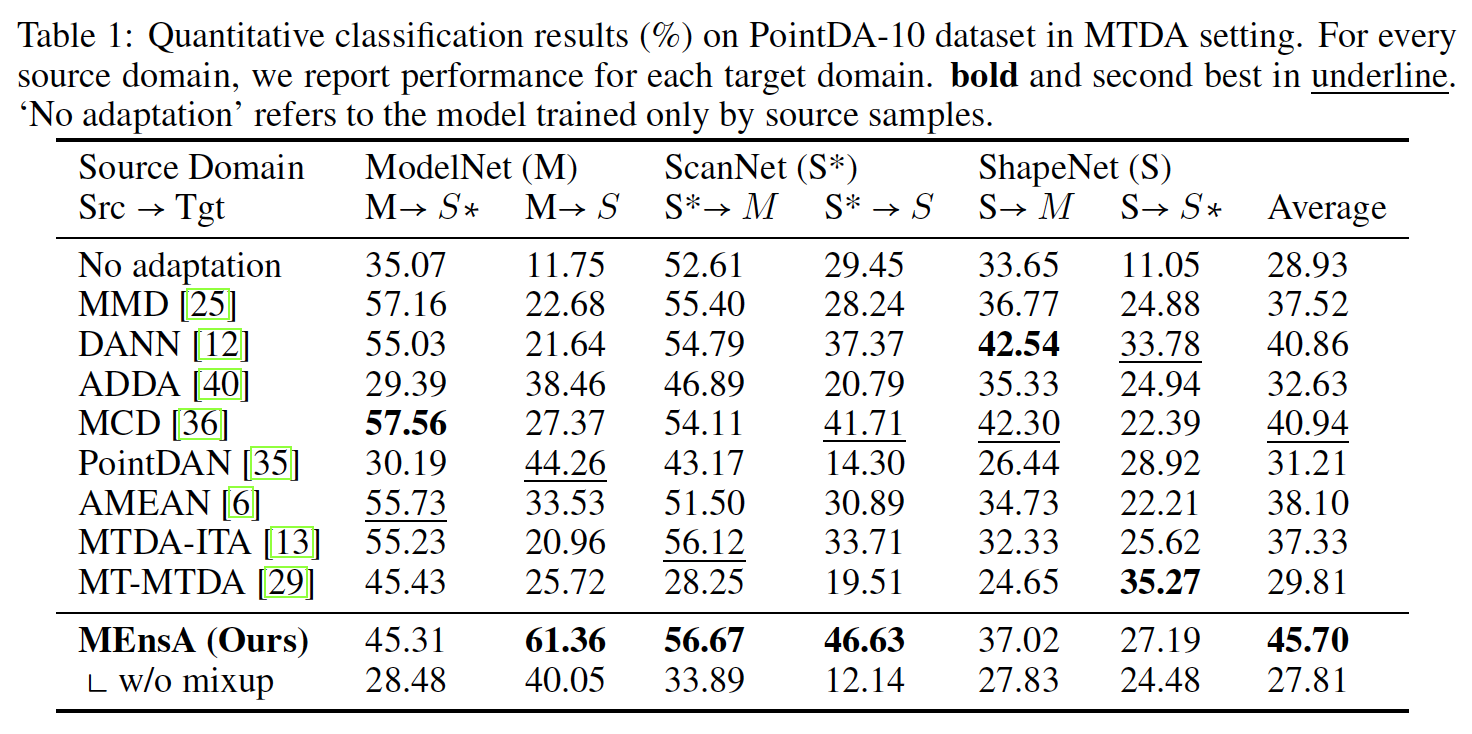 Table 1: Quantitative classification results (%) on PointDA-10 dataset in MTDA setting. For every
source domain, we report performance for each target domain. bold and second best in underline.
‘No adaptation’ refers to the model trained only by source samples.
Source Domain ModelNet (M) ScanNet (S*) ShapeNet (S)
Src → Tgt M→ S* M→ S S*→ M S* → S S→ M S→ S* Average
No adaptation 35.07 11.75 52.61 29.45 33.65 11.05 28.93
MMD [25] 57.16 22.68 55.40 28.24 36.77 24.88 37.52
DANN [12] 55.03 21.64 54.79 37.37 42.54 33.78 40.86
ADDA [40] 29.39 38.46 46.89 20.79 35.33 24.94 32.63
MCD [36] 57.56 27.37 54.11 41.71 42.30 22.39 40.94
PointDAN [35] 30.19 44.26 43.17 14.30 26.44 28.92 31.21
AMEAN [6] 55.73 33.53 51.50 30.89 34.73 22.21 38.10
MTDA-ITA [13] 55.23 20.96 56.12 33.71 32.33 25.62 37.33
MT-MTDA [29] 45.43 25.72 28.25 19.51 24.65 35.27 29.81
MEnsA (Ours) 45.31 61.36 56.67 46.63 37.02 27.19 45.70
∟ w/o mixup 28.48 40.05 33.89 12.14 27.83 24.48 27.81